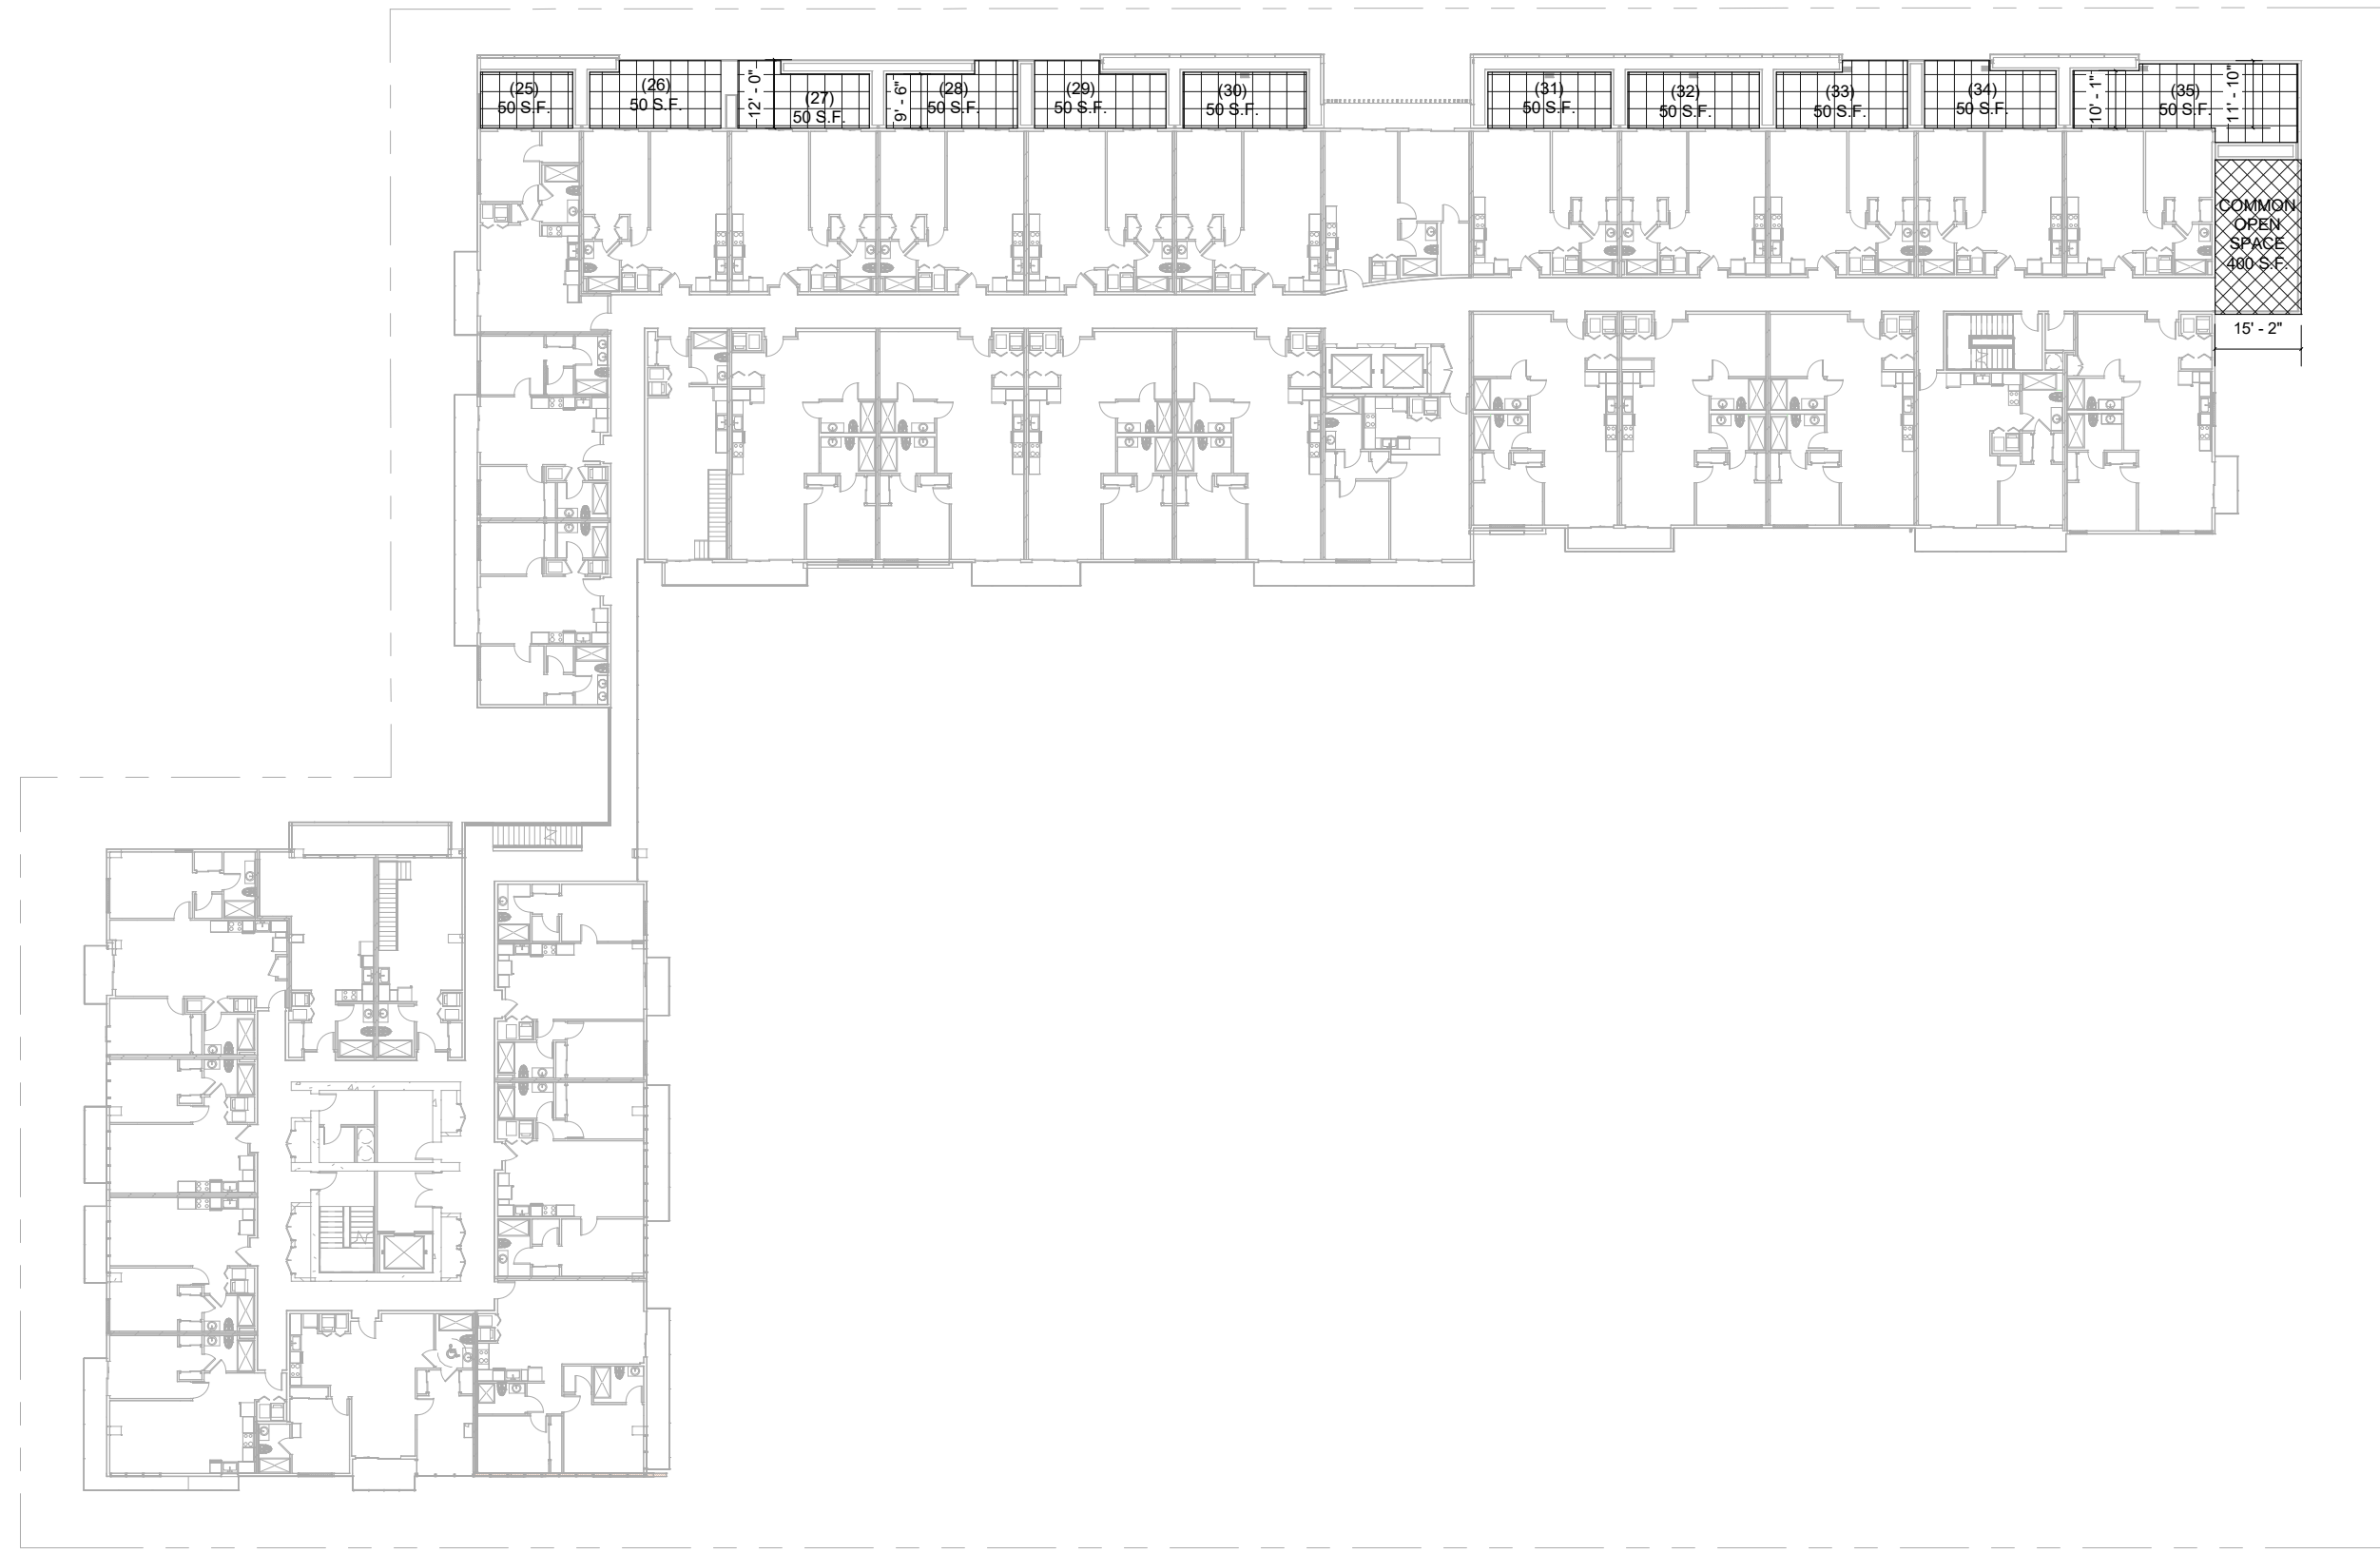 (25)
50 S.F.
(26)
50 S.F.
12' - 0"
(27)
50 S.F.
9' - 6"
(28)
50 S.F.
(29)
50 S.F.
(30)
50 S.F.
(31)
50 S.F.
(32)
50 S.F.
(33)
50 S.F.
(34)
50 S.F.
10' - 1"
(35)
50 S.F.
11' - 10"
COMMON
OPEN
SPACE
400 S.F.
15' - 2"